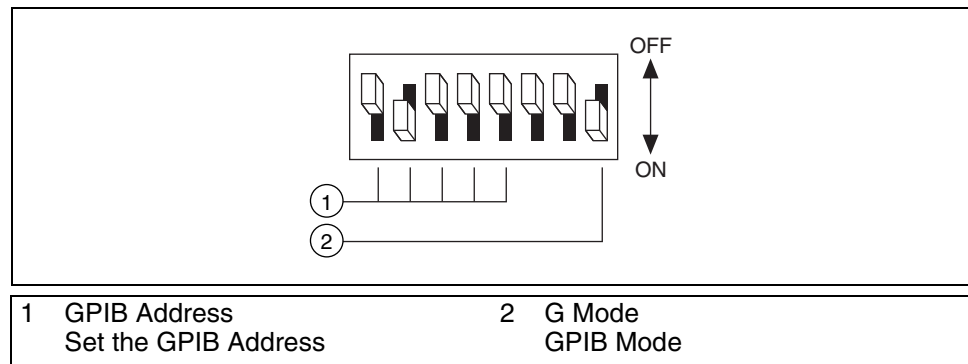 OFF
ON
1
2
1 GPIB Address 2 G Mode
Set the GPIB Address GPIB Mode